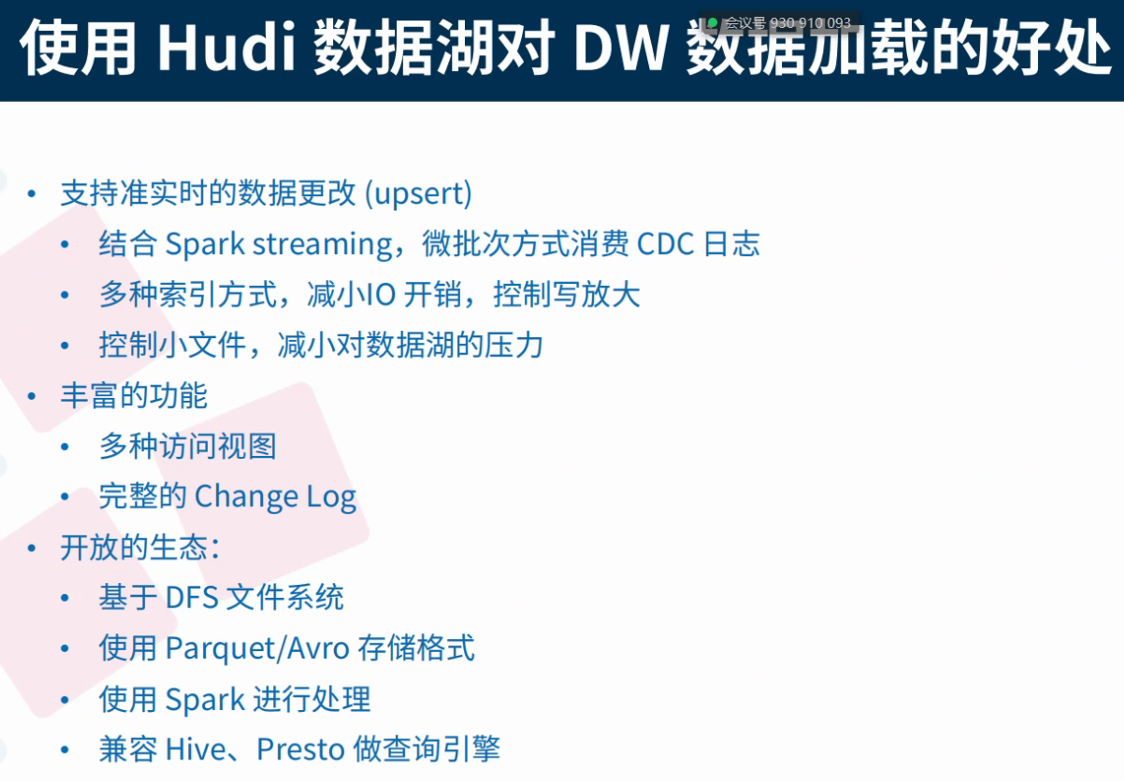 会议号 930 910 093
使用 Hudi 数据湖对 DW 数据加载的好处
• 支持准实时的数据更改 (upsert)
• 结合 Spark streaming，微批次方式消费 CDC 日志
• 多种索引方式，减小IO 开销，控制写放大
• 控制小文件，减小对数据湖的压力
• 丰富的功能
• 多种访问视图
• 完整的 Change Log
• 开放的生态：
• 基于 DFS 文件系统
• 使用 Parquet/Avro 存储格式
• 使用 Spark 进行处理
• 兼容 Hive、Presto 做查询引擎